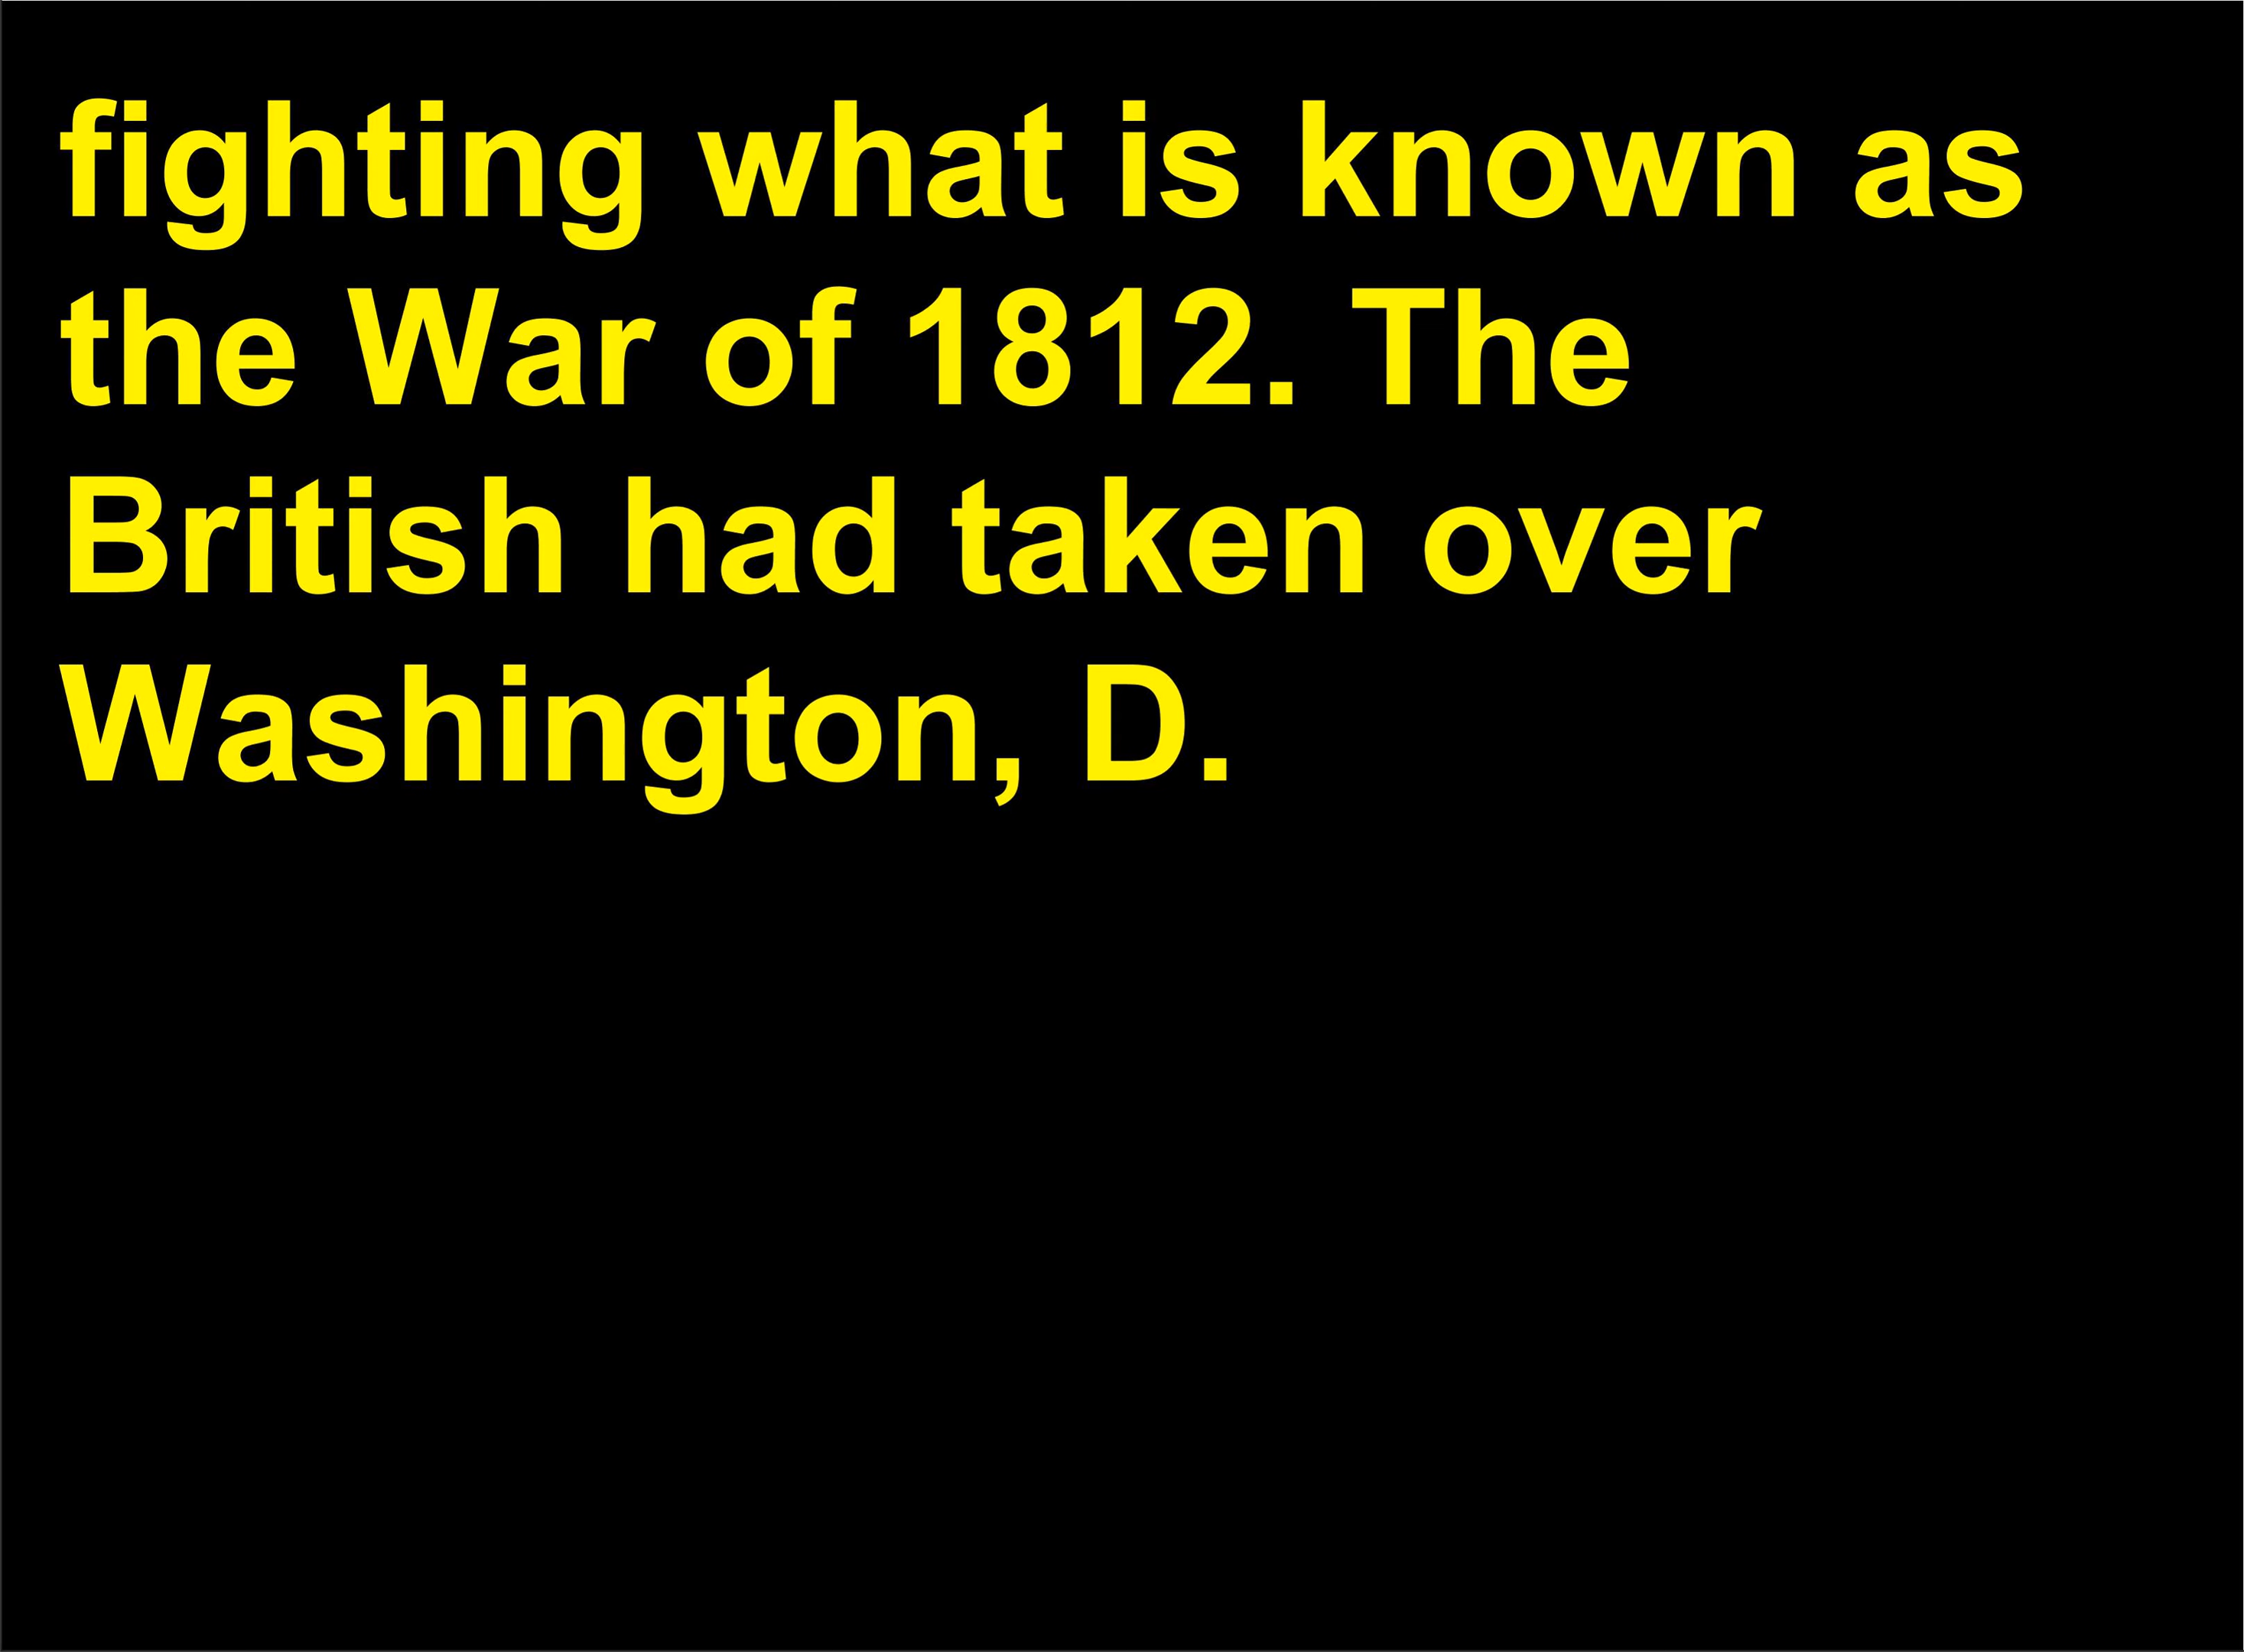 fighting what is known as
the War of 1812. The
British had taken over
Washington, D.